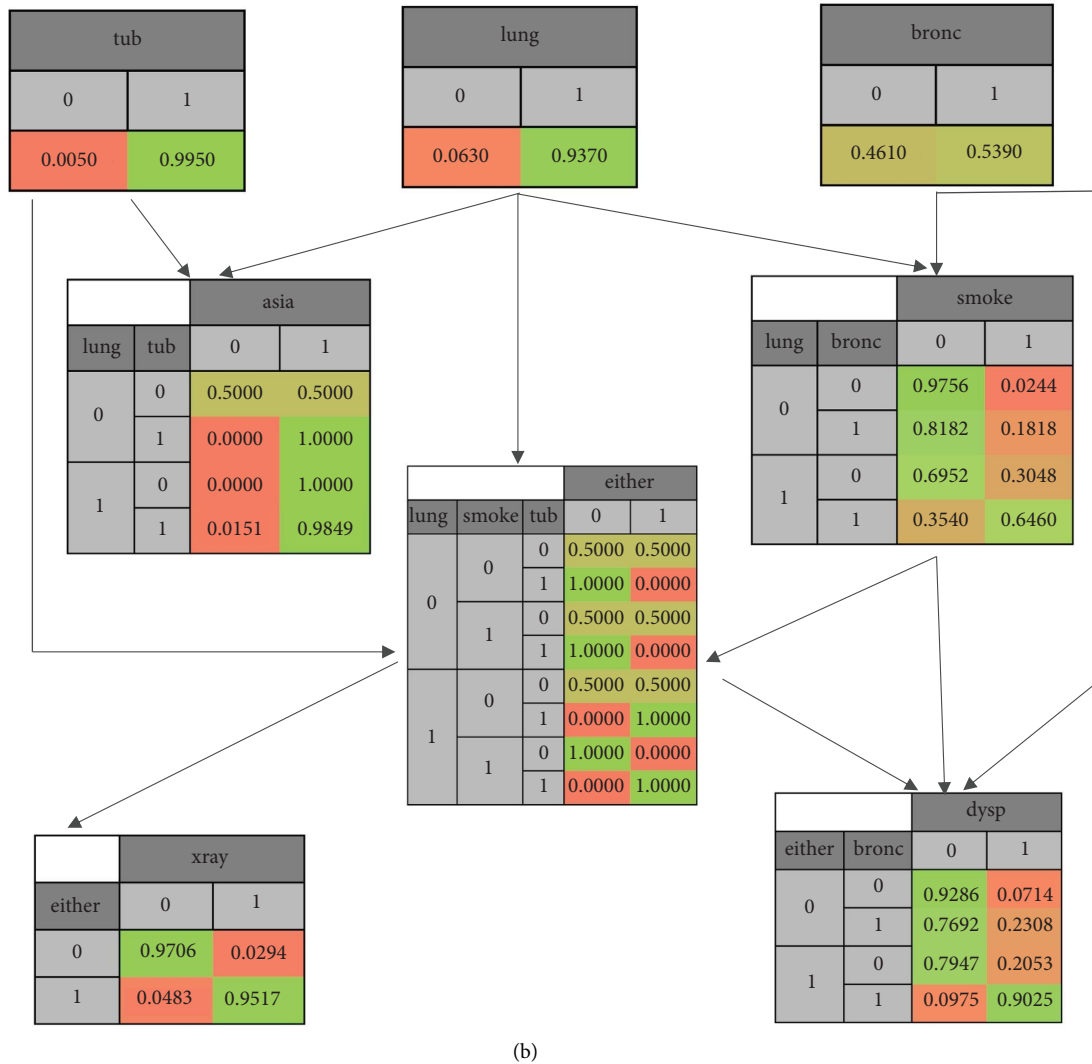 tub
0 1
0.0050 0.9950
lung
0 1
0.0630 0.9370
bronc
0 1
0.4610 0.5390
asia
lung tub 0 1
0 0 0.5000 0.5000
1 0.0000 1.0000
1 0 0.0000 1.0000
1 0.0151 0.9849
smoke
lung bronc 0 1
0 0 0.9756 0.0244
1 0.8182 0.1818
1 0 0.6952 0.3048
1 0.3540 0.6460
either
lung smoke tub 0 1
0 0 0 0.5000 0.5000
1 1.0000 0.0000
1 0 0.5000 0.5000
1 1.0000 0.0000
1 0 0 0.5000 0.5000
1 0.0000 1.0000
1 0 1.0000 0.0000
1 0.0000 1.0000
xray
either 0 1
0 0.9706 0.0294
1 0.0483 0.9517
dysp
either bronc 0 1
0 0 0.9286 0.0714
1 0.7692 0.2308
1 0 0.7947 0.2053
1 0.0975 0.9025
(b)